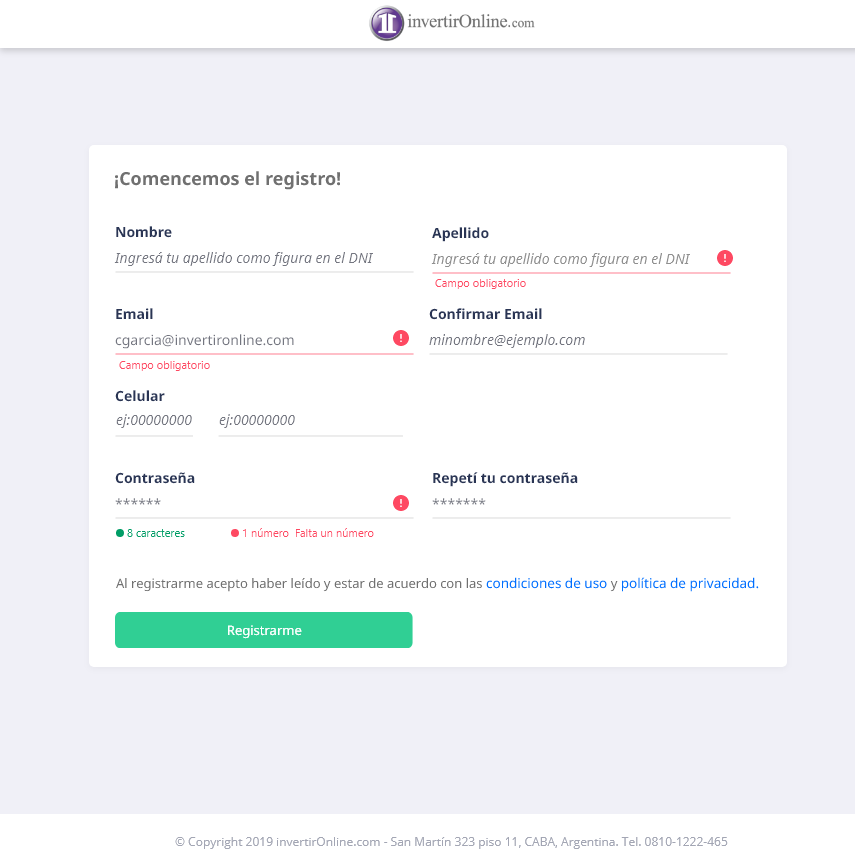 invertirOnline.com
¡Comencemos el registro!
Nombre
Apellido
Ingresá tu apellido como figura en el DNI
Ingresá tu apellido como figura en el DNI
Campo obligatorio
Email
Confirmar Email
cgarcia@invertironline.com
minombre@ejemplo.com
Campo obligatorio
Celular
ej:00000000
ej:00000000
Contraseña
Repetí tu contraseña
******
*******
8 caracteres
1 número Falta un número
Al registrarme acepto haber leído y estar de acuerdo con las condiciones de uso y política de privacidad.
Registrarme
© Copyright 2019 invertirOnline.com - San Martín 323 piso 11, CABA, Argentina. Tel. 0810-1222-465